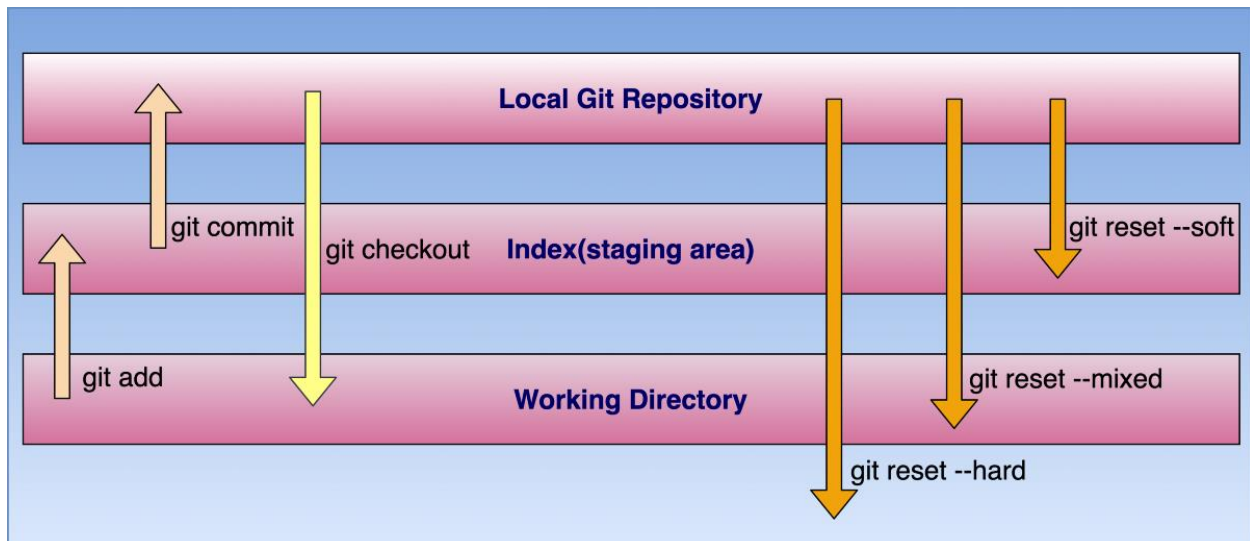 Local Git Repository
git commit
git checkout
Index(staging area)
git reset --soft
git add
Working Directory
git reset --mixed
git reset --hard